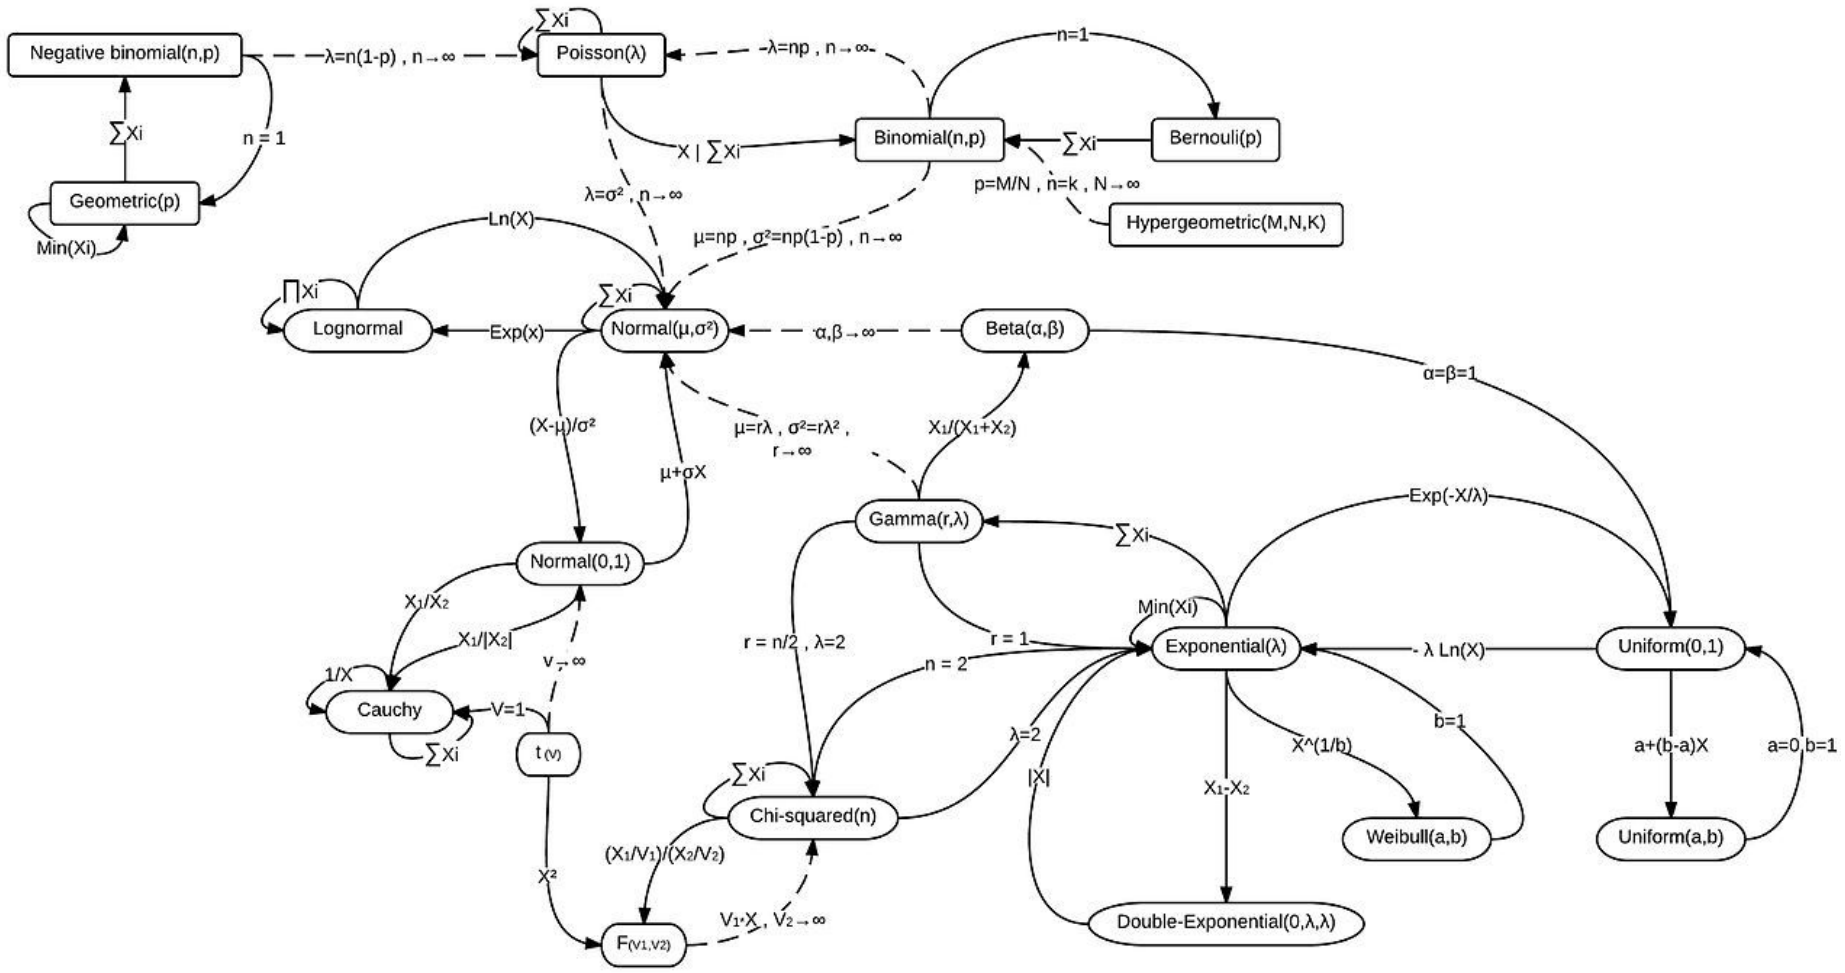 ∑Xi
n=1
Negative binomial(n,p)
λ=n(1-p) , n→∞
Poisson(λ)
λ=np , n→∞
∑Xi
n = 1
X | ∑Xi
Binomial(n,p)
∑Xi
Bernouli(p)
p=M/N , n=k , N→∞
Geometric(p)
λ=σ² , n→∞
Hypergeometric(M,N,K)
Min(Xi)
Ln(X)
μ=np , σ²=np(1-p) , n→∞
∏Xi
∑Xi
Lognormal
Exp(x)
Normal(μ,σ²)
α,β→∞
Beta(α,β)
α=β=1
(X-μ)/σ²
μ=rλ , σ²=rλ² ,
r→∞
X₁/(X₁+X₂)
μ+σX
Exp(-X/λ)
Gamma(r,λ)
∑Xi
Normal(0,1)
X₁/X₂
Min(Xi)
X₁/|X₂|
r = n/2 , λ=2
r = 1
Exponential(λ)
- λ Ln(X)
Uniform(0,1)
v→∞
n = 2
1/X
Cauchy
V=1
∑Xi
t (V)
λ=2
b=1
X^(1/b)
a+(b-a)X
a=0,b=1
∑Xi
|X|
X₁-X₂
Chi-squared(n)
Weibull(a,b)
Uniform(a,b)
(X₁/V₁)/(X₂/V₂)
X²
V₁*X , V₂→∞
Double-Exponential(0,λ,λ)
F(V1,V2)